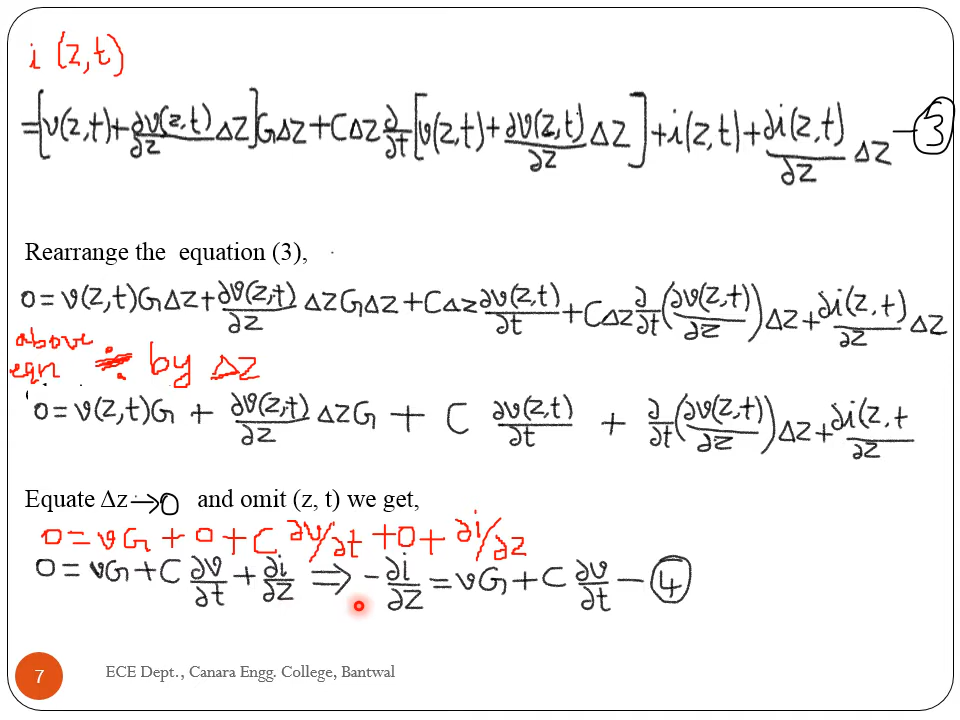 i (z,t)
= [v(z,t) + ∂v(z,t)/∂z Δz] GΔz + CΔz ∂/∂t [v(z,t) + ∂v(z,t)/∂z Δz] + i(z,t) + ∂i(z,t)/∂z Δz – ③
Rearrange the equation (3),
0 = v(z,t)GΔz + ∂v(z,t)/∂z ΔzGΔz + CΔz ∂v(z,t)/∂t + CΔz ∂/∂t (∂v(z,t)/∂z) Δz + ∂i(z,t)/∂z Δz
above
eqn ÷ by Δz
0 = v(z,t)G + ∂v(z,t)/∂z ΔzG + C ∂v(z,t)/∂t + ∂/∂t (∂v(z,t)/∂z) Δz + ∂i(z,t/∂z
Equate Δz → 0 and omit (z, t) we get,
0 = vG + 0 + C ∂v/∂t + 0 + ∂i/∂z
0 = vG + C ∂v/∂t + ∂i/∂z ⇒ – ∂i/∂z = vG + C ∂v/∂t – ④
7 ECE Dept., Canara Engg. College, Bantwal